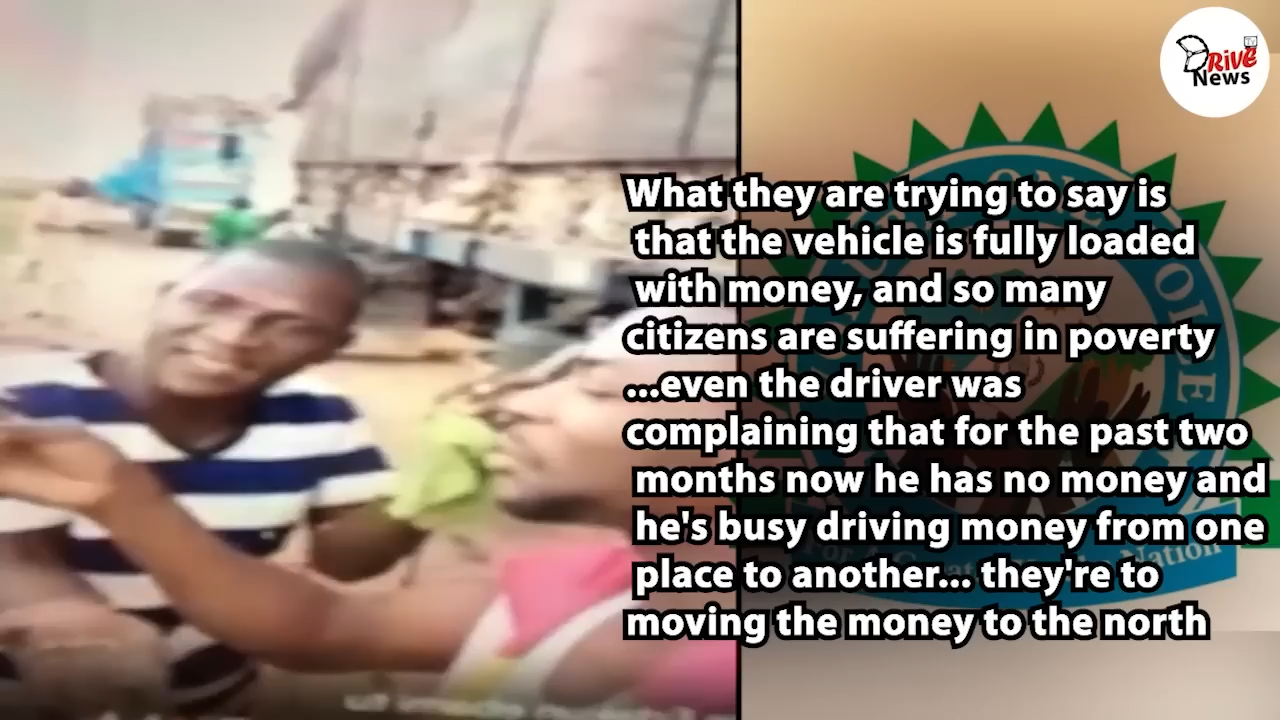 DRIVE
TV
News
What they are trying to say is
that the vehicle is fully loaded
with money, and so many
citizens are suffering in poverty
...even the driver was
complaining that for the past two
months now he has no money and
he's busy driving money from one
place to another... they're to
moving the money to the north
Nation